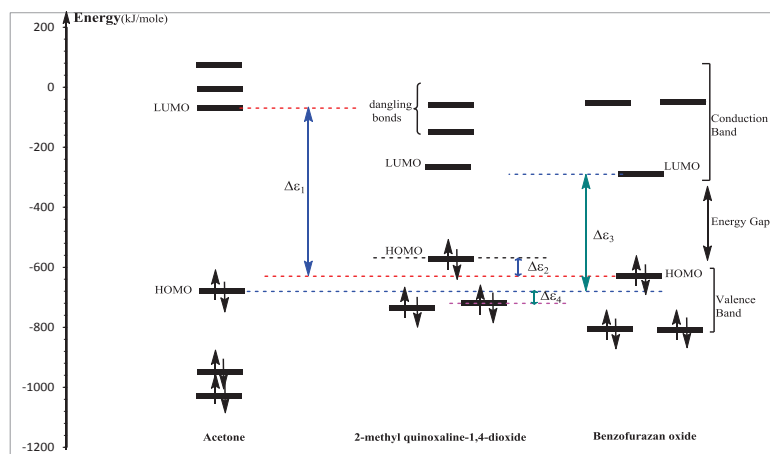 Energy(kJ/mole)
200
0
-200
-400
-600
-800
-1000
-1200
LUMO
HOMO
Δε₁
dangling
bonds
LUMO
HOMO
Δε₂
Δε₃
Δε₄
LUMO
HOMO
Conduction
Band
Energy Gap
Valence
Band
Acetone
2-methyl quinoxaline-1,4-dioxide
Benzofurazan oxide